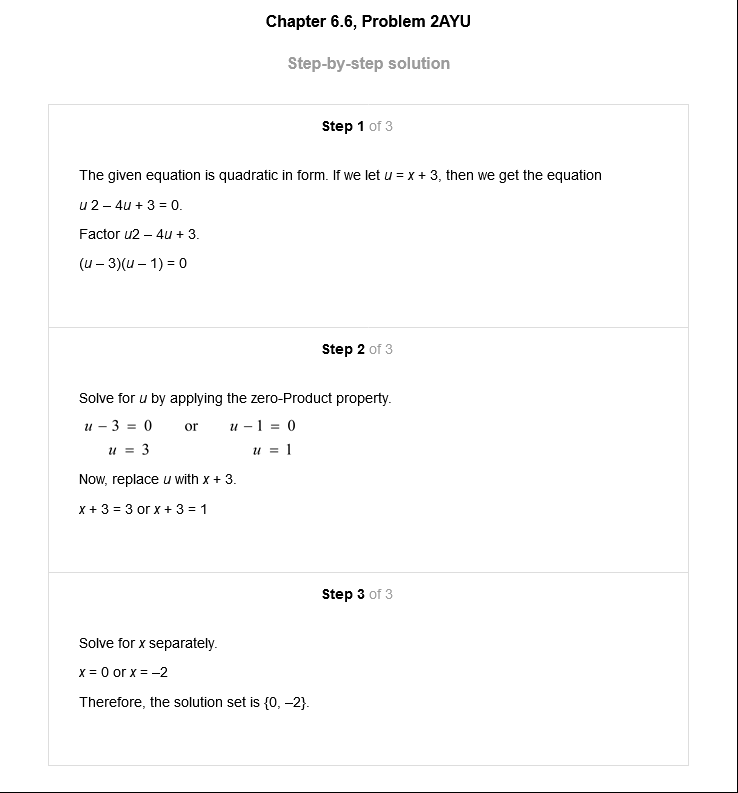 Chapter 6.6, Problem 2AYU
Step-by-step solution
Step 1 of 3
The given equation is quadratic in form. If we let u = x + 3, then we get the equation
u 2 – 4u + 3 = 0.
Factor u2 – 4u + 3.
(u – 3)(u – 1) = 0
Step 2 of 3
Solve for u by applying the zero-Product property.
u − 3 = 0 or u − 1 = 0
u = 3 u = 1
Now, replace u with x + 3.
x + 3 = 3 or x + 3 = 1
Step 3 of 3
Solve for x separately.
x = 0 or x = –2
Therefore, the solution set is {0, –2}.